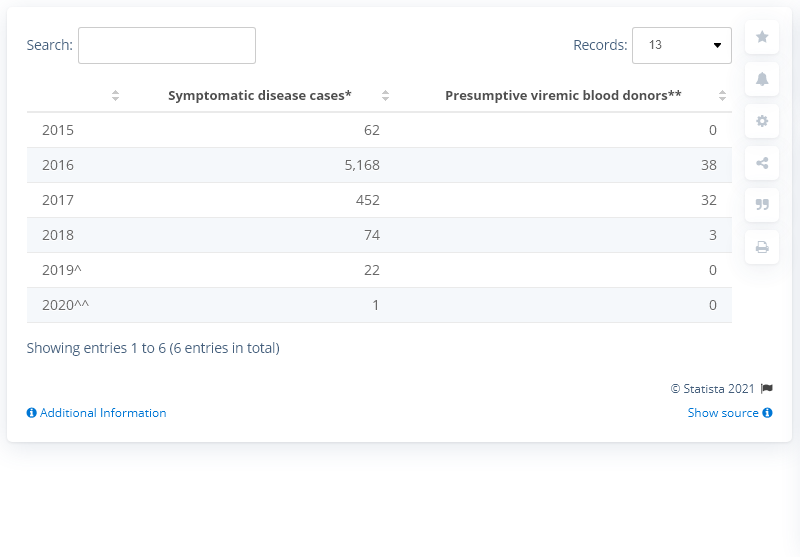 Search:
Records: 13
Symptomatic disease cases* Presumptive viremic blood donors**
2015 62 0
2016 5,168 38
2017 452 32
2018 74 3
2019^ 22 0
2020^^ 1 0
Showing entries 1 to 6 (6 entries in total)
© Statista 2021
Additional Information Show source